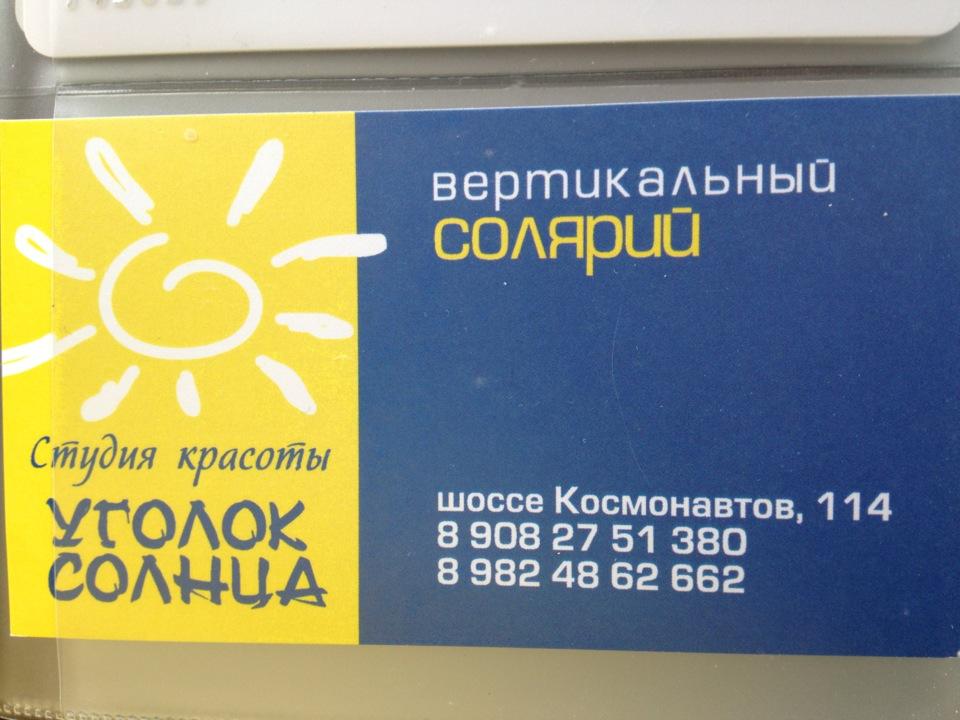 Студия красоты
УГОЛОК
СОЛНЦА
вертикальный
солярий
шоссе Космонавтов, 114
8 908 27 51 380
8 982 48 62 662